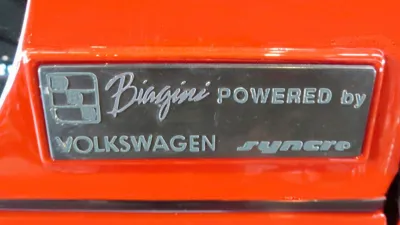 Biagini POWERED by
VOLKSWAGEN syncro